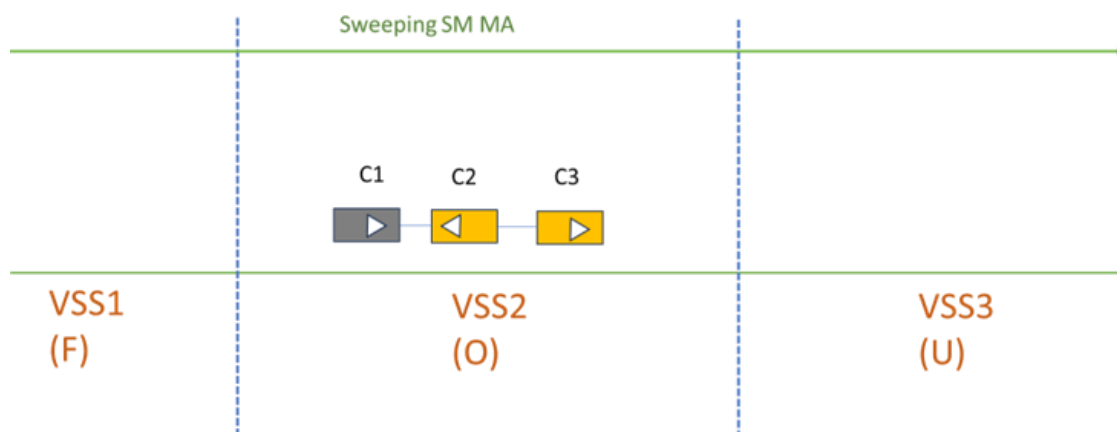 Sweeping SM MA
C1 C2 C3
VSS1 VSS2 VSS3
(F) (O) (U)